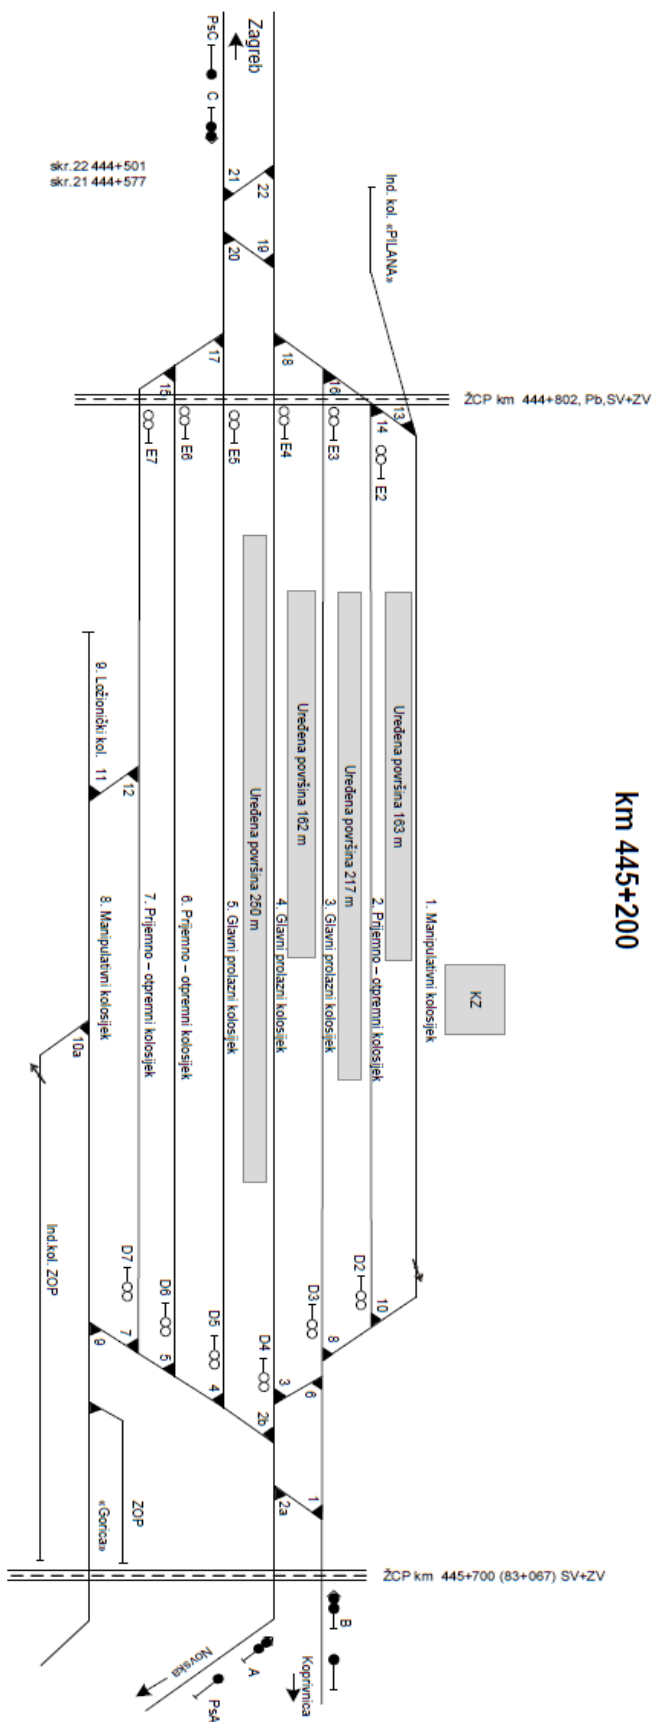 km 445+200
Zagreb
PsC
C
skr.22 444+501
skr.21 444+577
21
22
19
20
Ind. kol. «PILANA»
17
18
15
16
13
14
ŽCP km 444+802, Pb,SV+ZV
E7
E6
E5
E4
E3
E2
Uređena površina 163 m
Uređena površina 217 m
Uređena površina 162 m
Uređena površina 250 m
KZ
1. Manipulativni kolosijek
2. Prijemno – otpremni kolosijek
3. Glavni prolazni kolosijek
4. Glavni prolazni kolosijek
5. Glavni prolazni kolosijek
6. Prijemno – otpremni kolosijek
7. Prijemno – otpremni kolosijek
8. Manipulativni kolosijek
9. Ložionički kol.
11
12
10a
Ind.kol. ZOP
D7
D6
D5
D4
D3
D2
10
8
6
3
2b
4
5
7
9
1
2a
ZOP
«Gorica»
ŽCP km 445+700 (83+067) SV+ZV
B
Koprivnica
A
PsA
Žovska